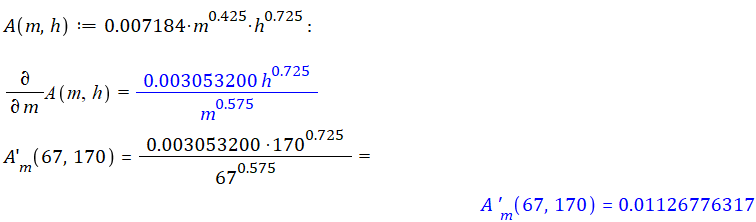 A(m, h) := 0.007184·m^0.425·h^0.725 :
∂/∂m A(m, h) = 0.003053200 h^0.725 / m^0.575
A'_m(67, 170) = 0.003053200 · 170^0.725 / 67^0.575 =
A '_m(67, 170) = 0.01126776317